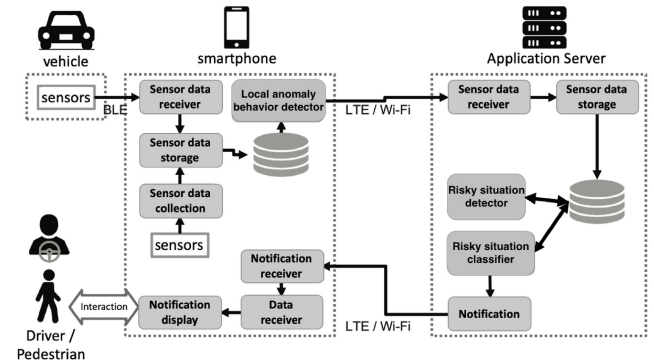 vehicle
smartphone
Application Server
sensors
BLE
Sensor data
receiver
Local anomaly
behavior detector
LTE / Wi-Fi
Sensor data
receiver
Sensor data
storage
Sensor data
storage
Sensor data
collection
sensors
Risky situation
detector
Risky situation
classifier
Notification
receiver
Interaction
Notification
display
Data
receiver
Notification
LTE / Wi-Fi
Driver /
Pedestrian